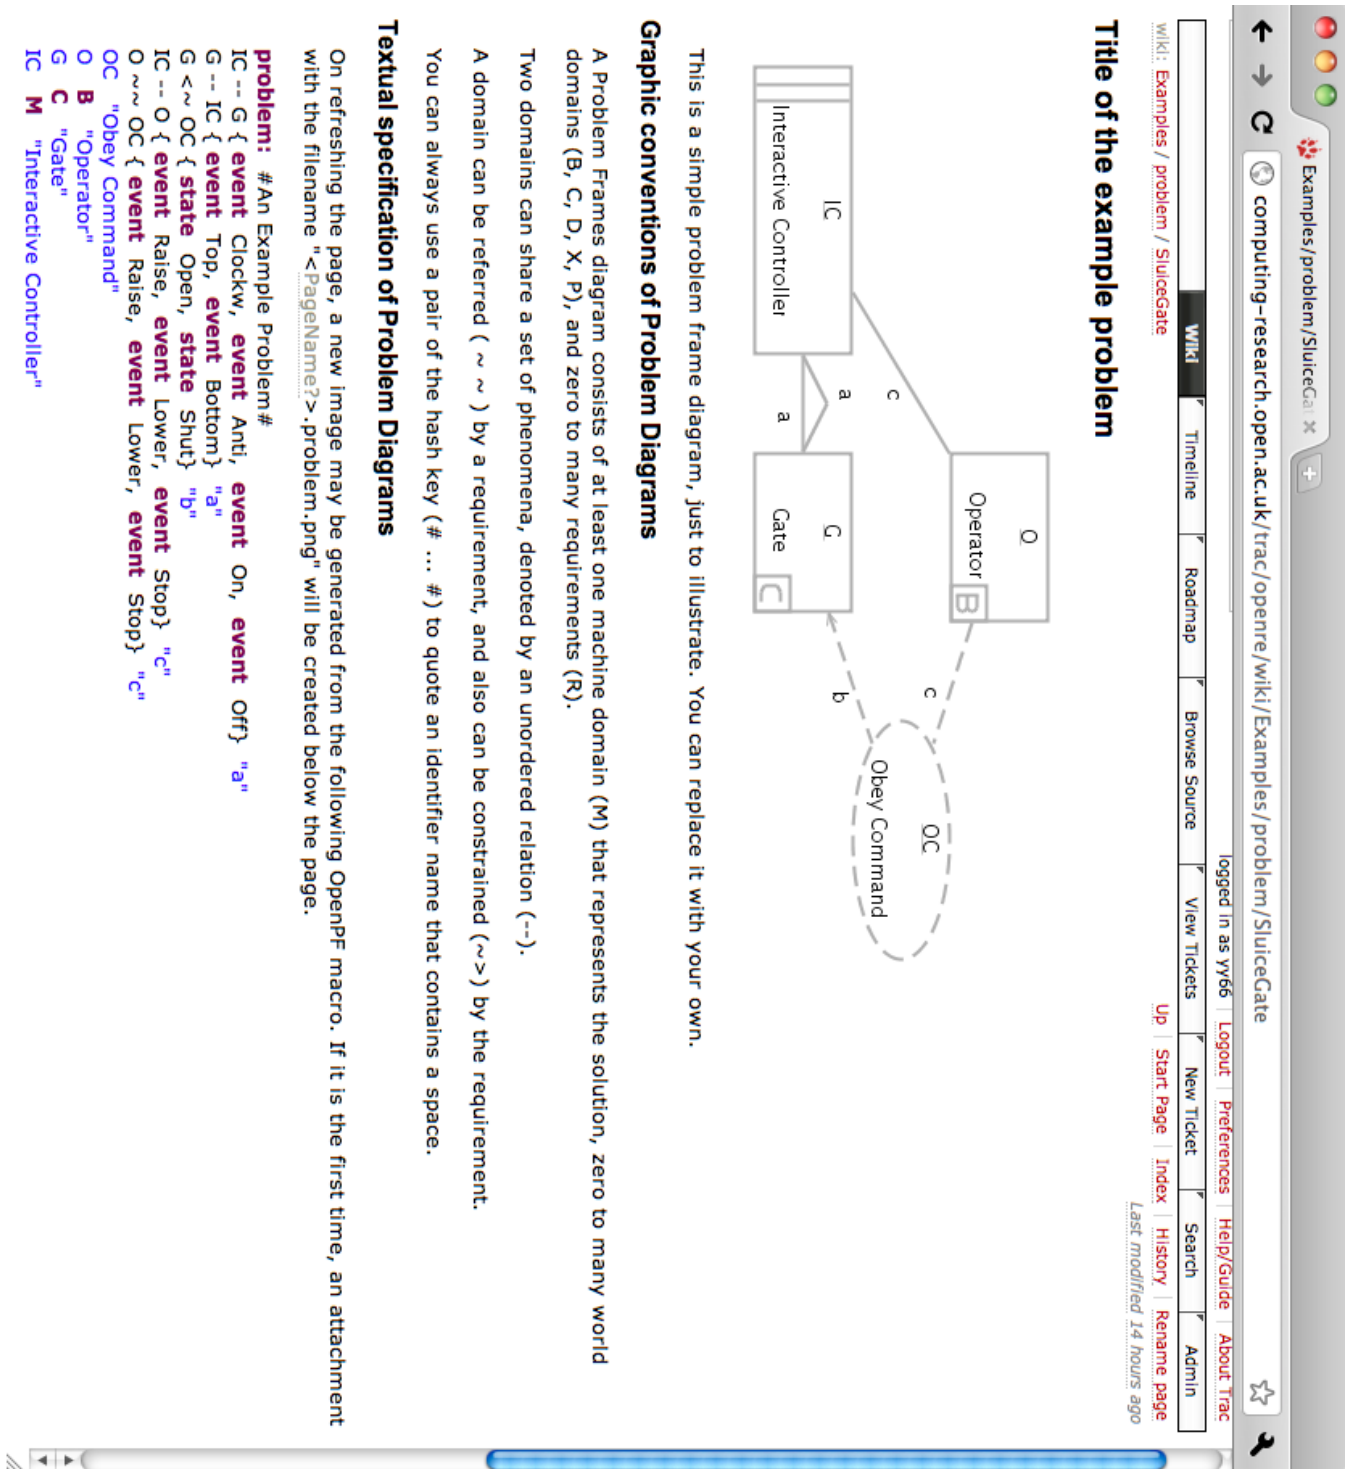 Examples/problem/SluiceGat
computing-research.open.ac.uk/trac/openre/wiki/Examples/problem/SluiceGate
logged in as yy66 Logout Preferences Help/Guide About Trac
Wiki Timeline Roadmap Browse Source View Tickets New Ticket Search Admin
wiki: Examples / problem / SluiceGate Up Start Page Index History Rename page
Last modified 14 hours ago
Title of the example problem
O
Operator B
c
c
OC
Obey Command
IC
Interactive Controller
a
a
G
Gate C
b
This is a simple problem frame diagram, just to illustrate. You can replace it with your own.
Graphic conventions of Problem Diagrams
A Problem Frames diagram consists of at least one machine domain (M) that represents the solution, zero to many world
domains (B, C, D, X, P), and zero to many requirements (R).
Two domains can share a set of phenomena, denoted by an unordered relation (--).
A domain can be referred ( ~ ~ ) by a requirement, and also can be constrained (~>) by the requirement.
You can always use a pair of the hash key (# ... #) to quote an identifier name that contains a space.
Textual specification of Problem Diagrams
On refreshing the page, a new image may be generated from the following OpenPF macro. If it is the first time, an attachment
with the filename "<PageName?>.problem.png" will be created below the page.
problem: #An Example Problem#
IC -- G { event Clockw, event Anti, event On, event Off} "a"
G -- IC { event Top, event Bottom} "a"
G <~ OC { state Open, state Shut} "b"
IC -- O { event Raise, event Lower, event Stop} "c"
O ~~ OC { event Raise, event Lower, event Stop} "c"
OC "Obey Command"
O B "Operator"
G C "Gate"
IC M "Interactive Controller"